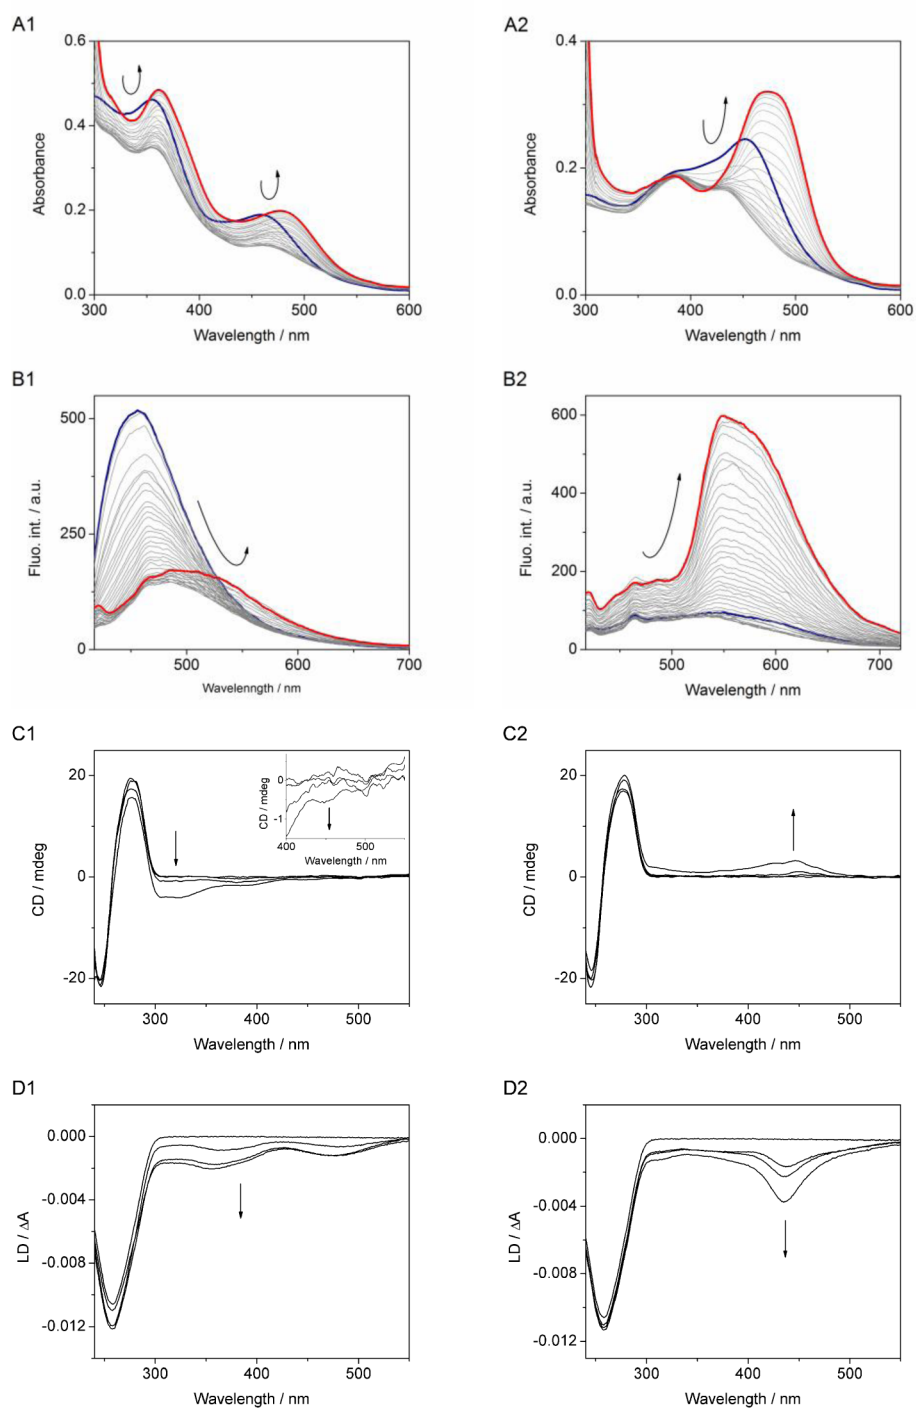 A1
0.6
0.4
0.2
0.0
Absorbance
300 400 500 600
Wavelength / nm
A2
0.4
0.2
0.0
Absorbance
300 400 500 600
Wavelength / nm
B1
500
250
0
Fluo. int. / a.u.
500 600 700
Wavelenngth / nm
B2
600
400
200
0
Fluo. int. / a.u.
500 600 700
Wavelength / nm
C1
20
0
-20
CD / mdeg
300 400 500
Wavelength / nm
0
-1
CD / mdeg
400 500
Wavelength / nm
C2
20
0
-20
CD / mdeg
300 400 500
Wavelength / nm
D1
0.000
-0.004
-0.008
-0.012
LD / ΔA
300 400 500
Wavelength / nm
D2
0.000
-0.004
-0.008
-0.012
LD / ΔA
300 400 500
Wavelength / nm